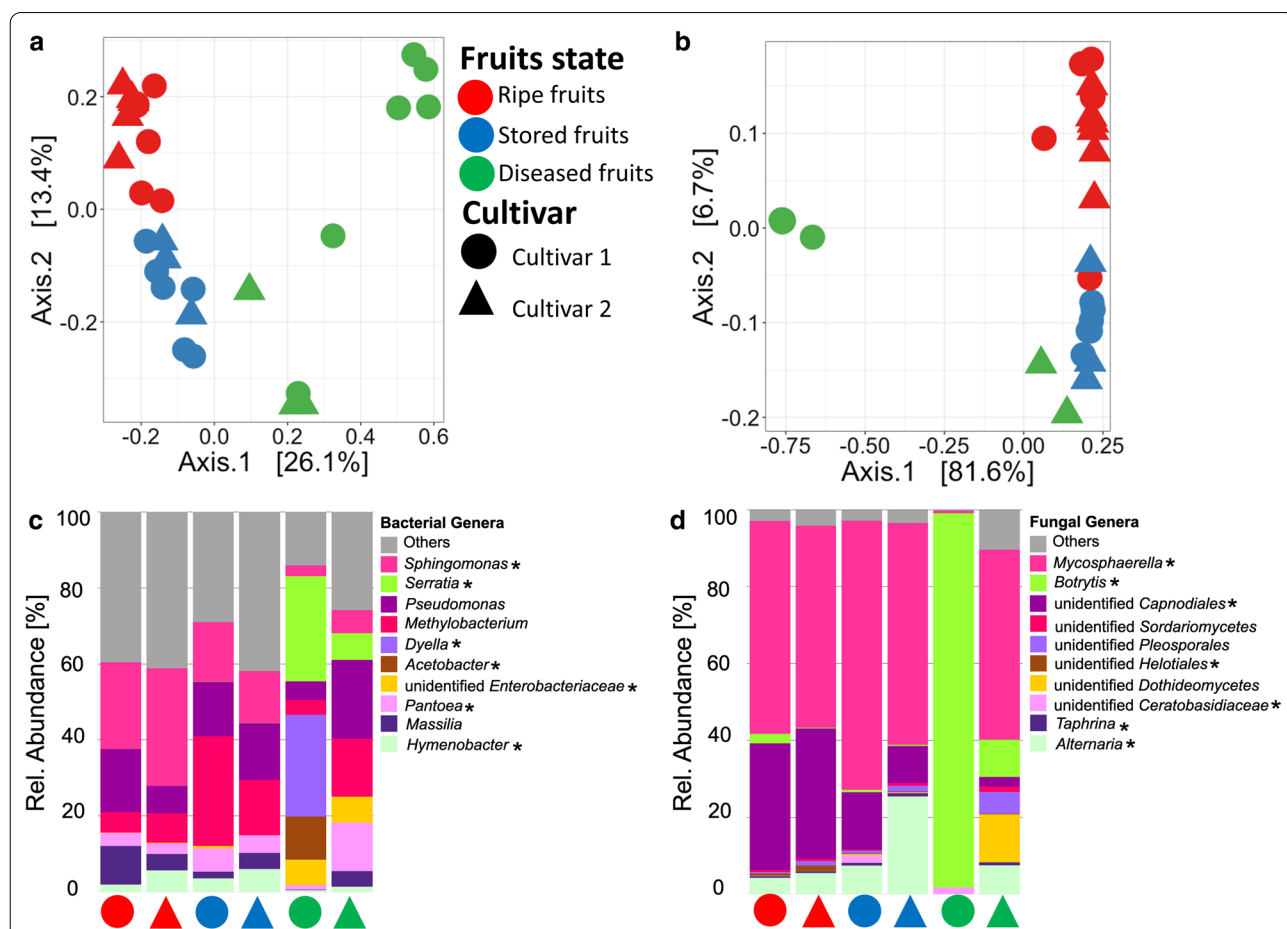 a
Axis.2 [13.4%]
0.2
0.0
-0.2
-0.2 0.0 0.2 0.4 0.6
Axis.1 [26.1%]
Fruits state
Ripe fruits
Stored fruits
Diseased fruits
Cultivar
Cultivar 1
Cultivar 2
b
Axis.2 [6.7%]
0.1
0.0
-0.1
-0.2
-0.75 -0.50 -0.25 0.00 0.25
Axis.1 [81.6%]
c
Rel. Abundance [%]
100
80
60
40
20
0
Bacterial Genera
Others
Sphingomonas *
Serratia *
Pseudomonas
Methylobacterium
Dyella *
Acetobacter *
unidentified Enterobacteriaceae *
Pantoea *
Massilia
Hymenobacter *
d
Rel. Abundance [%]
100
80
60
40
20
0
Fungal Genera
Others
Mycosphaerella *
Botrytis *
unidentified Capnodiales *
unidentified Sordariomycetes
unidentified Pleosporales
unidentified Helotiales *
unidentified Dothideomycetes
unidentified Ceratobasidiaceae *
Taphrina *
Alternaria *